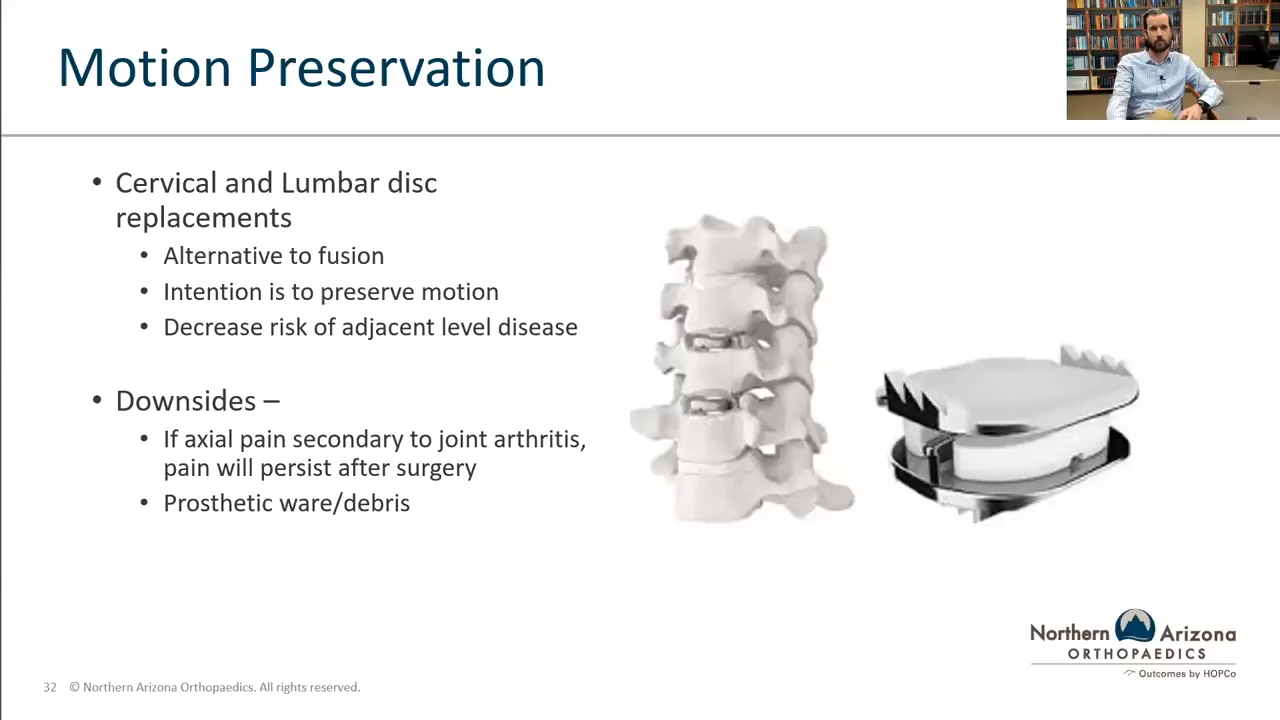 Motion Preservation
• Cervical and Lumbar disc
replacements
• Alternative to fusion
• Intention is to preserve motion
• Decrease risk of adjacent level disease
• Downsides –
• If axial pain secondary to joint arthritis,
pain will persist after surgery
• Prosthetic ware/debris
Northern Arizona
ORTHOPAEDICS
Outcomes by HOPCo
32 © Northern Arizona Orthopaedics. All rights reserved.